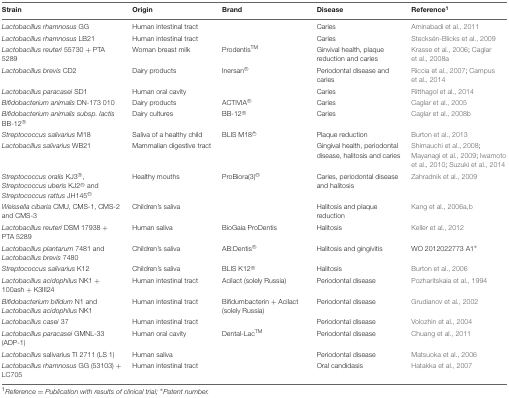 Strain Origin Brand Disease Reference¹
Lactobacillus rhamnosus GG Human intestinal tract Caries Aminabadi et al., 2011
Lactobacillus rhamnosus LB21 Human intestinal tract Caries Stecksén-Blicks et al., 2009
Lactobacillus reuteri 55730 + PTA Woman breast milk Prodentis™ Ginvival health, plaque Krasse et al., 2006; Caglar
5289 reduction and caries et al., 2008a
Lactobacillus brevis CD2 Dairy products Inersan® Periodontal disease and Riccia et al., 2007; Campus
caries et al., 2014
Lactobacillus paracasei SD1 Human oral cavity Caries Ritthagol et al., 2014
Bifidobacterium animalis DN-173 010 Dairy products ACTIVIA® Caries Caglar et al., 2005
Bifidobacterium animalis subsp. lactis Dairy cultures BB-12® Caries Caglar et al., 2008b
BB-12®
Streptococcus salivarius M18 Saliva of a healthy child BLIS M18® Plaque reduction Burton et al., 2013
Lactobacillus salivarius WB21 Mammalian digestive tract Gingival health, periodontal Shimauchi et al., 2008;
disease, halitosis and caries Mayanagi et al., 2009; Iwamoto
et al., 2010; Suzuki et al., 2014
Streptococcus oralis KJ3®, Healthy mouths ProBiora(3)® Caries, periodontal disease Zahradnik et al., 2009
Streptococcus uberis KJ2® and and halitosis
Streptococcus rattus JH145®
Weissella cibaria CMU, CMS-1, CMS-2 Children's saliva Halitosis and plaque Kang et al., 2006a,b
and CMS-3 reduction
Lactobacillus reuteri DSM 17938 + Human saliva BioGaia ProDentis Halitosis Keller et al., 2012
PTA 5289
Lactobacillus plantarum 7481 and Children's saliva AB:Dentis® Halitosis and gingivitis WO 2012022773 A1*
Lactobacillus brevis 7480
Streptococcus salivarius K12 Children's saliva BLIS K12® Halitosis Burton et al., 2006
Lactobacillus acidophilus NK1 + Human intestinal tract Acilact (solely Russia) Periodontal disease Pozharitskaia et al., 1994
100ash + K3III24
Bifidobacterium bifidum N1 and Human intestinal tract Bifidumbacterin + Acilact Periodontal disease Grudianov et al., 2002
Lactobacillus acidophilus NK1 (solely Russia)
Lactobacillus casei 37 Human intestinal tract Periodontal disease Volozhin et al., 2004
Lactobacillus paracasei GMNL-33 Human oral cavity Dental-Lac™ Periodontal disease Chuang et al., 2011
(ADP-1)
Lactobacillus salivarius TI 2711 (LS 1) Human saliva Periodontal disease Matsuoka et al., 2006
Lactobacillus rhamnosus GG (53103) + Human intestinal tract Oral candidasis Hatakka et al., 2007
LC705
¹Reference = Publication with results of clinical trial; *Patent number.